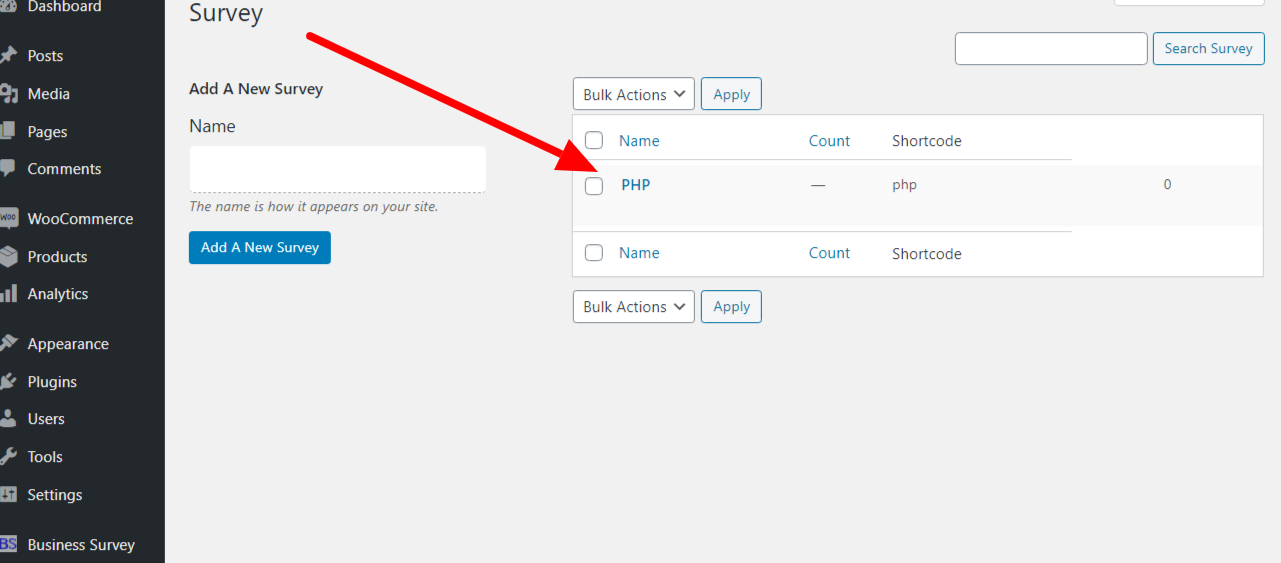 Dashboard
Posts
Media
Pages
Comments
WOO WooCommerce
Products
Analytics
Appearance
Plugins
Users
Tools
Settings
BS Business Survey
Survey
Search Survey
Add A New Survey
Name
The name is how it appears on your site.
Add A New Survey
Bulk Actions Apply
Name Count Shortcode
PHP — php 0
Name Count Shortcode
Bulk Actions Apply